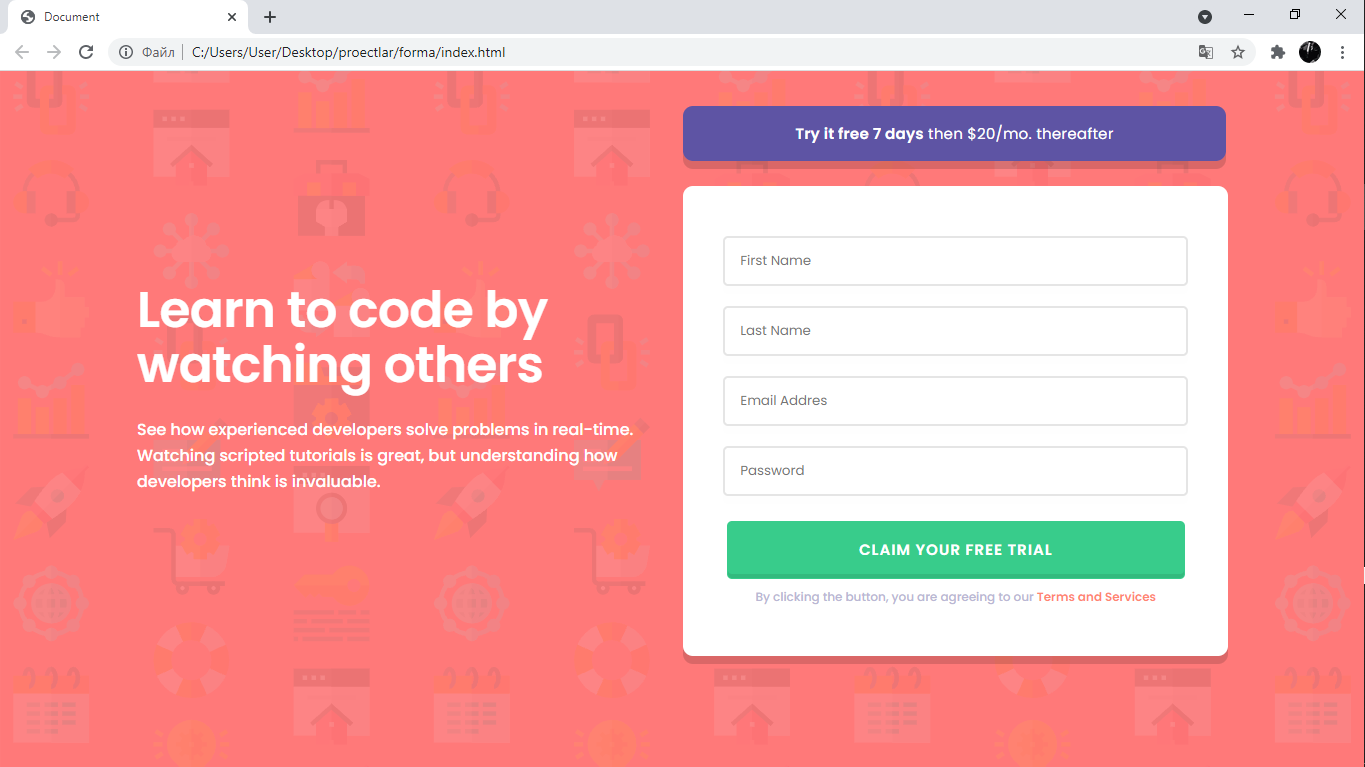 Document
Файл
C:/Users/User/Desktop/proectlar/forma/index.html
Learn to code by
watching others
See how experienced developers solve problems in real-time.
Watching scripted tutorials is great, but understanding how
developers think is invaluable.
Try it free 7 days then $20/mo. thereafter
First Name
Last Name
Email Addres
Password
CLAIM YOUR FREE TRIAL
By clicking the button, you are agreeing to our Terms and Services